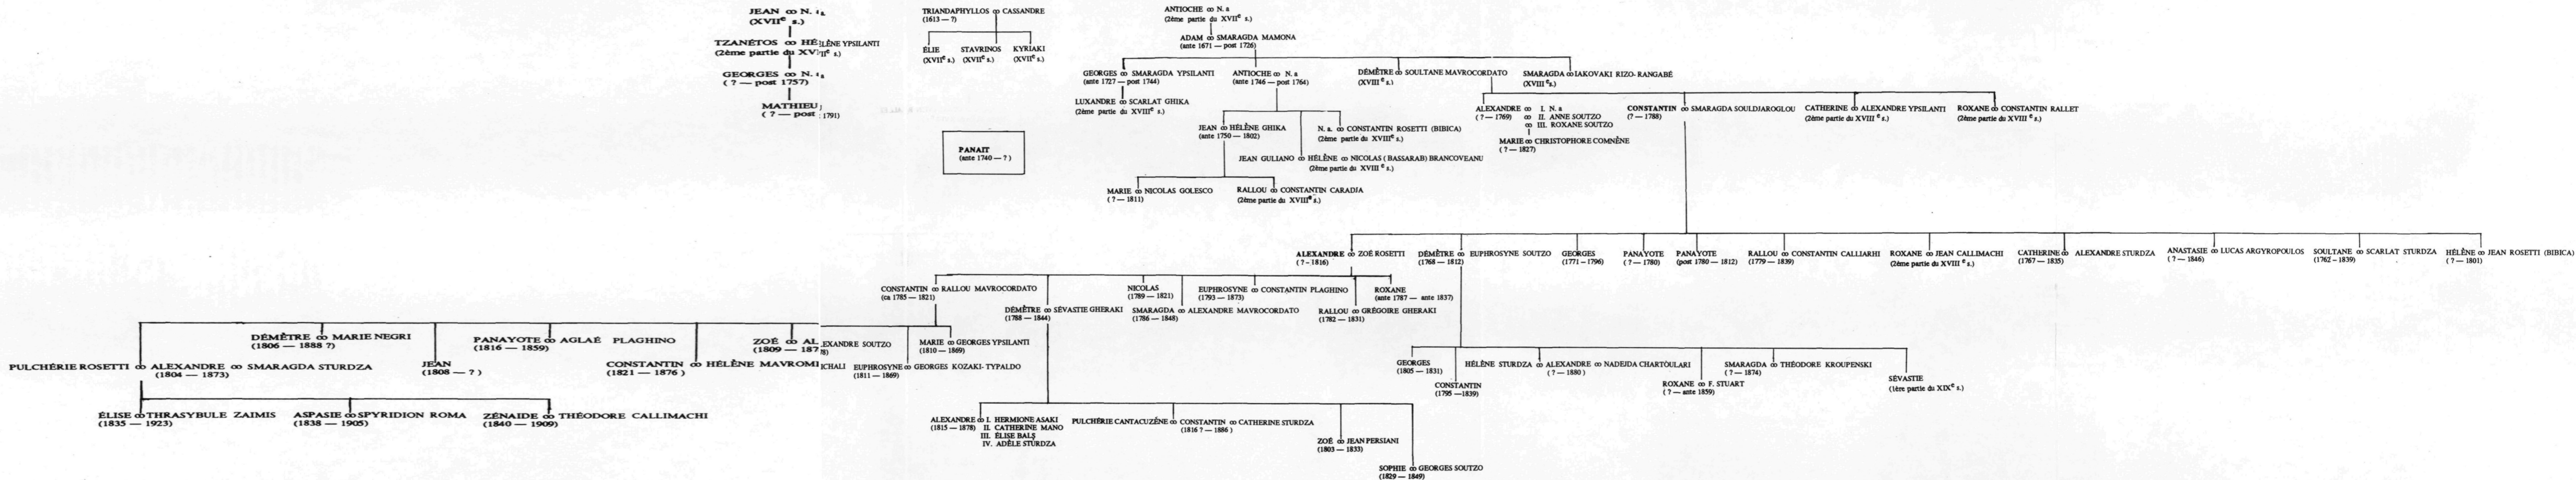 JEAN ∞ N. a
(XVIIe s.)
TZANÉTOS ∞ HÉLÈNE YPSILANTI
(2ème partie du XVIIe s.)
GEORGES ∞ N. a
( ? — post 1757)
MATHIEU
( ? — post 1791)
TRIANDAPHYLLOS ∞ CASSANDRE
(1613 — ?)
ÉLIE
(XVIIe s.)
STAVRINOS
(XVIIe s.)
KYRIAKI
(XVIIe s.)
PANAIT
(ante 1740 — ? )
ANTIOCHE ∞ N. a
(2ème partie du XVIIe s.)
ADAM ∞ SMARAGDA MAMONA
(ante 1671 — post 1726)
GEORGES ∞ SMARAGDA YPSILANTI
(ante 1727 — post 1744)
ANTIOCHE ∞ N. a
(ante 1746 — post 1764)
DÉMÈTRE ∞ SOULTANE MAVROCORDATO
(XVIIIe s.)
SMARAGDA ∞ IAKOVAKI RIZO-RANGABÉ
(XVIIIe s.)
LUXANDRE ∞ SCARLAT GHIKA
(2ème partie du XVIIIe s.)
JEAN ∞ HÉLÈNE GHIKA
(ante 1750 — 1802)
N. a. ∞ CONSTANTIN ROSETTI (BIBICA)
(2ème partie du XVIIIe s.)
JEAN GULIANO ∞ HÉLÈNE ∞ NICOLAS (BASSARAB) BRANCOVEANU
(2ème partie du XVIIIe s.)
MARIE ∞ NICOLAS GOLESCO
( ? — 1811)
RALLOU ∞ CONSTANTIN CARADJA
(2ème partie du XVIIIe s.)
ALEXANDRE ∞ I. N. a
( ? — 1769) ∞ II. ANNE SOUTZO
∞ III. ROXANE SOUTZO
MARIE ∞ CHRISTOPHORE COMNÈNE
( ? — 1827)
CONSTANTIN ∞ SMARAGDA SOULDJAROGLOU
(? — 1788)
CATHERINE ∞ ALEXANDRE YPSILANTI
(2ème partie du XVIIIe s.)
ROXANE ∞ CONSTANTIN RALLET
(2ème partie du XVIIIe s.)
ALEXANDRE ∞ ZOÉ ROSETTI
( ? - 1816)
DÉMÈTRE ∞ EUPHROSYNE SOUTZO
(1768 — 1812)
GEORGES
(1771 — 1796)
PANAYOTE
( ? — 1780)
PANAYOTE
(post 1780 — 1812)
RALLOU ∞ CONSTANTIN CALLIARHI
(1779 — 1839)
ROXANE ∞ JEAN CALLIMACHI
(2ème partie du XVIIIe s.)
CATHERINE ∞ ALEXANDRE STURDZA
(1767 — 1835)
ANASTASIE ∞ LUCAS ARGYROPOULOS
( ? — 1846)
SOULTANE ∞ SCARLAT STURDZA
(1762 - 1839)
HÉLÈNE ∞ JEAN ROSETTI (BIBICA)
( ? — 1801)
CONSTANTIN ∞ RALLOU MAVROCORDATO
(ca 1785 — 1821)
DÉMÈTRE ∞ SÉVASTIE GHERAKI
(1788 — 1844)
NICOLAS
(1789 — 1821)
SMARAGDA ∞ ALEXANDRE MAVROCORDATO
(1786 — 1848)
EUPHROSYNE ∞ CONSTANTIN PLAGHINO
(1793 — 1873)
RALLOU ∞ GRÉGOIRE GHERAKI
(1782 — 1831)
ROXANE
(ante 1787 — ante 1837)
PULCHÉRIE ROSETTI ∞ ALEXANDRE ∞ SMARAGDA STURDZA
(1804 — 1873)
DÉMÈTRE ∞ MARIE NEGRI
(1806 — 1888 ?)
JEAN
(1808 — ? )
PANAYOTE ∞ AGLAÉ PLAGHINO
(1816 — 1859)
CONSTANTIN ∞ HÉLÈNE MAVROMICHALI
(1821 — 1876 )
ZOÉ ∞ ALEXANDRE SOUTZO
(1809 — 1878)
EUPHROSYNE ∞ GEORGES KOZAKI-TYPALDO
(1811 — 1869)
MARIE ∞ GEORGES YPSILANTI
(1810 — 1869)
ÉLISE ∞ THRASYBULE ZAIMIS
(1835 — 1923)
ASPASIE ∞ SPYRIDION ROMA
(1838 — 1905)
ZÉNAIDE ∞ THÉODORE CALLIMACHI
(1840 — 1909)
ALEXANDRE ∞ I. HERMIONE ASAKI
(1815 — 1878) II. CATHERINE MANO
III. ÉLISE BALŞ
IV. ADÈLE STURDZA
PULCHÉRIE CANTACUZÈNE ∞ CONSTANTIN ∞ CATHERINE STURDZA
(1816 ? — 1886 )
ZOÉ ∞ JEAN PERSIANI
(1803 — 1833)
SOPHIE ∞ GEORGES SOUTZO
(1829 — 1849)
GEORGES
(1805 — 1831)
CONSTANTIN
(1795 —1839)
HÉLÈNE STURDZA ∞ ALEXANDRE ∞ NADEJDA CHARTOULARI
( ? — 1880 )
ROXANE ∞ F. STUART
( ? — ante 1859)
SMARAGDA ∞ THÉODORE KROUPENSKI
( ? — 1874)
SÉVASTIE
(1ère partie du XIXe s.)